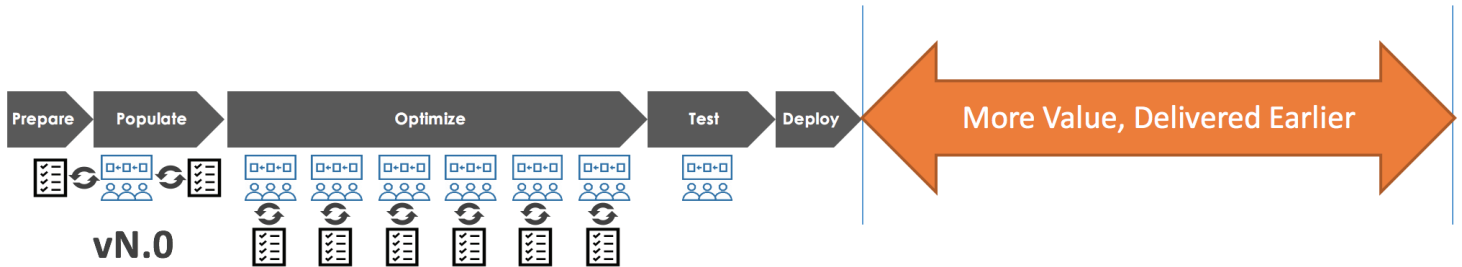 Prepare
Populate
Optimize
Test
Deploy
More Value, Delivered Earlier
vN.0